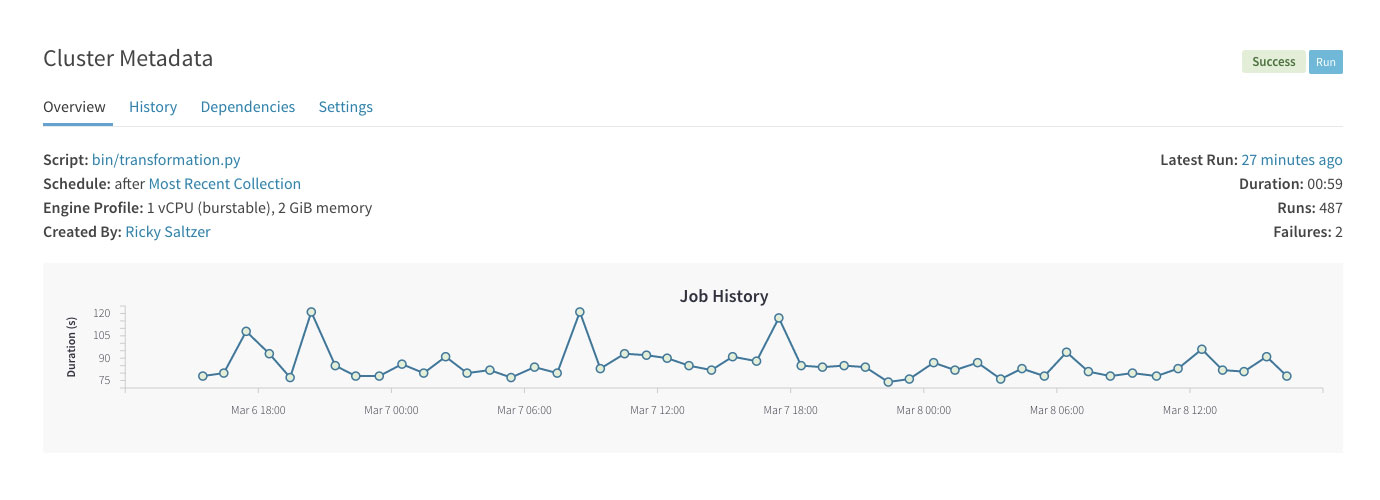 Cluster Metadata
Success Run
Overview History Dependencies Settings
Script: bin/transformation.py
Schedule: after Most Recent Collection
Engine Profile: 1 vCPU (burstable), 2 GiB memory
Created By: Ricky Saltzer
Latest Run: 27 minutes ago
Duration: 00:59
Runs: 487
Failures: 2
Job History
Duration (s)
120
105
90
75
Mar 6 18:00 Mar 7 00:00 Mar 7 06:00 Mar 7 12:00 Mar 7 18:00 Mar 8 00:00 Mar 8 06:00 Mar 8 12:00